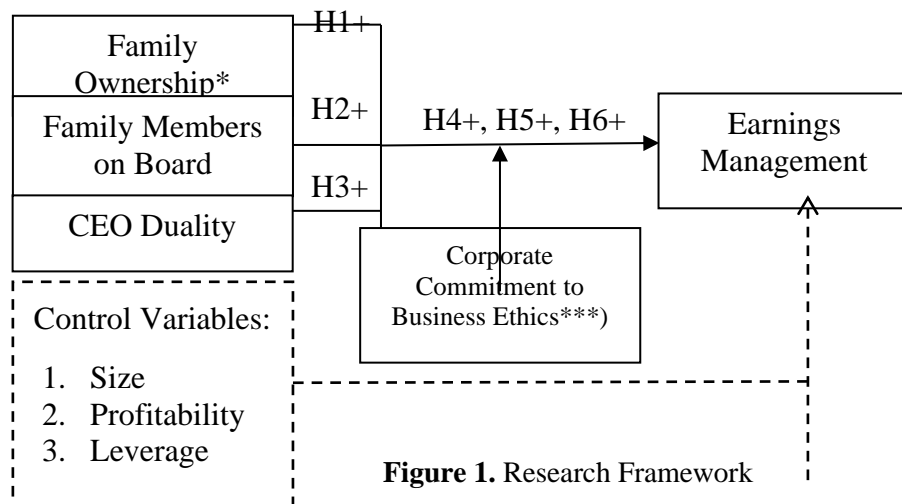 Family
Ownership*
H1+
Family Members
on Board
H2+
H3+
CEO Duality
H4+, H5+, H6+
Earnings
Management
Corporate
Commitment to
Business Ethics***)
Control Variables:
1. Size
2. Profitability
3. Leverage
Figure 1. Research Framework